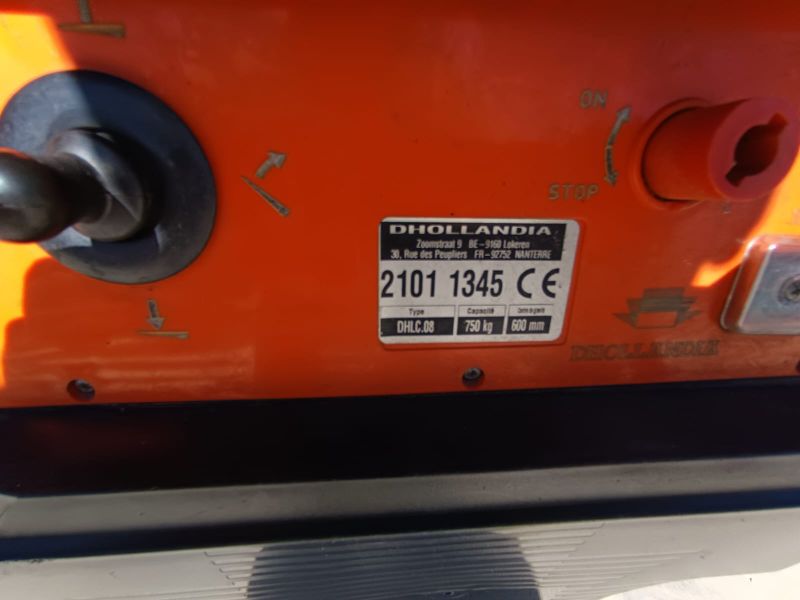 ON
STOP
DHOLLANDIA
Zoomstraat 9 BE-9160 Lokeren
30, Rue des Peupliers FR-92752 NANTERRE
2101 1345 CE
Type Capacité
DHLC.08 750 kg 600 mm
DHOLLANDIA